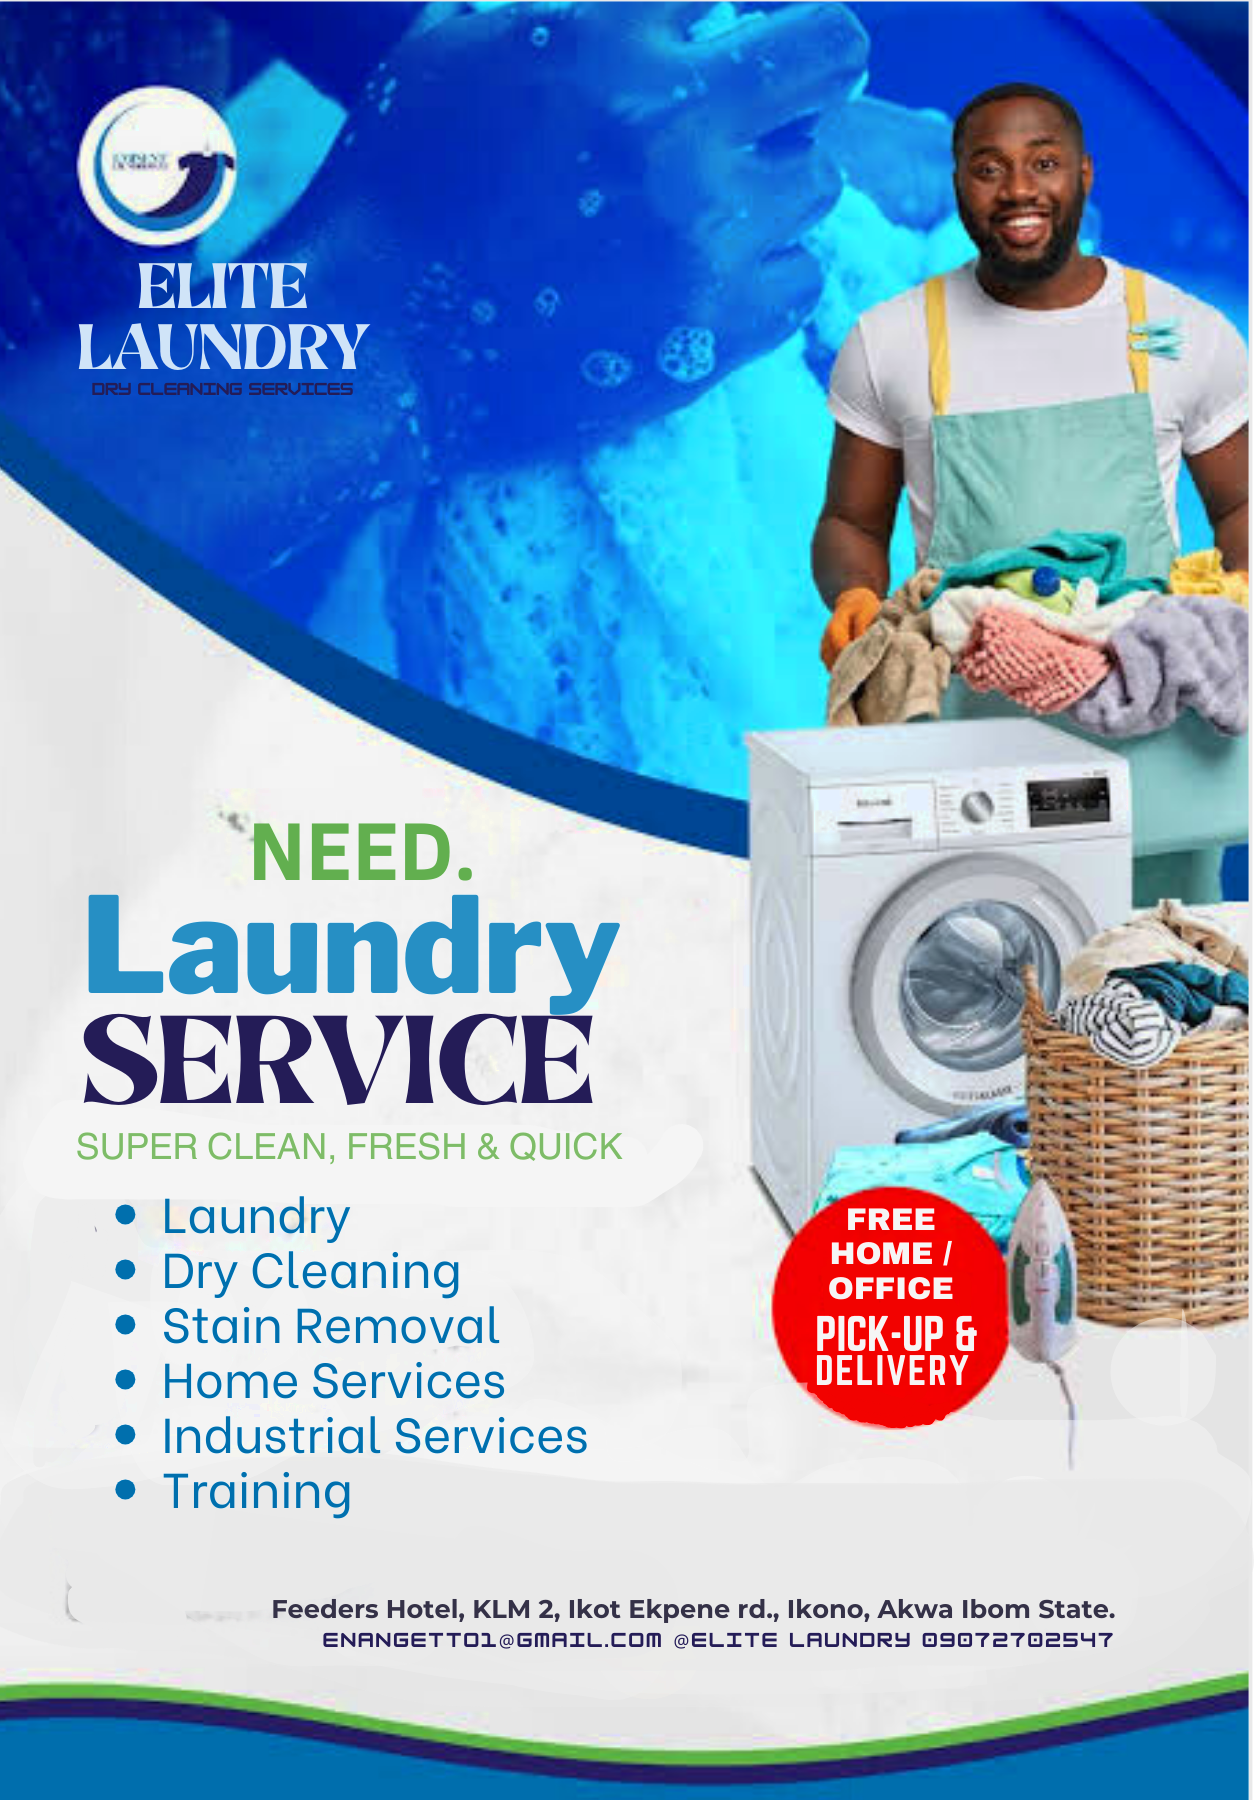 ELITE
LAUNDRY
DRY CLEANING SERVICES
NEED.
Laundry
SERVICE
SUPER CLEAN, FRESH & QUICK
• Laundry
• Dry Cleaning
• Stain Removal
• Home Services
• Industrial Services
• Training
FREE
HOME /
OFFICE
PICK-UP &
DELIVERY
Feeders Hotel, KLM 2, Ikot Ekpene rd., Ikono, Akwa Ibom State.
ENANGETTO1@GMAIL.COM @ELITE LAUNDRY 09072702547